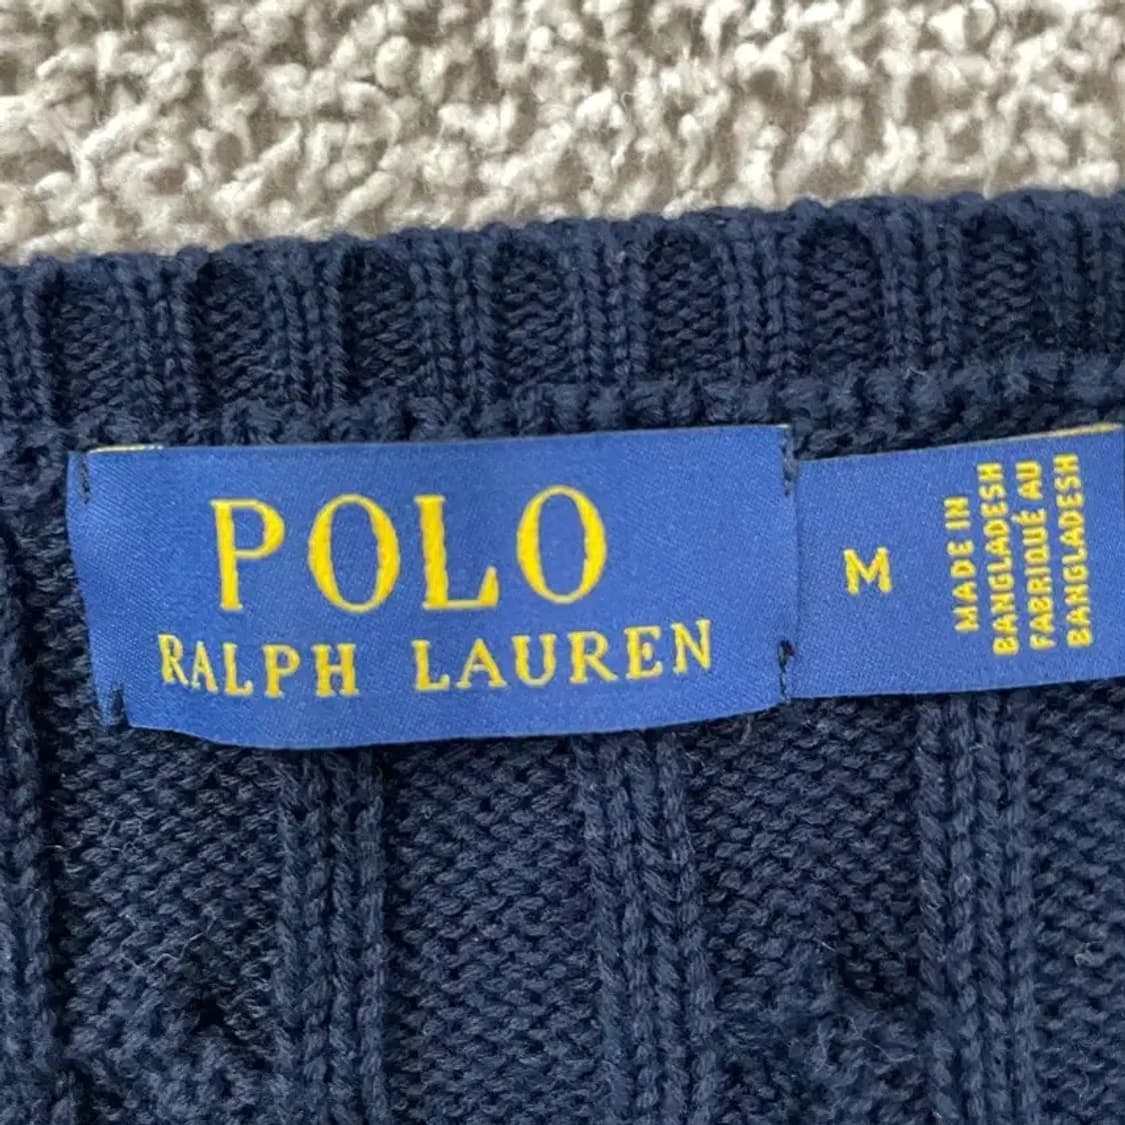 POLO
RALPH LAUREN
M
MADE IN
BANGLADESH
FABRIQUÉ AU
BANGLADESH